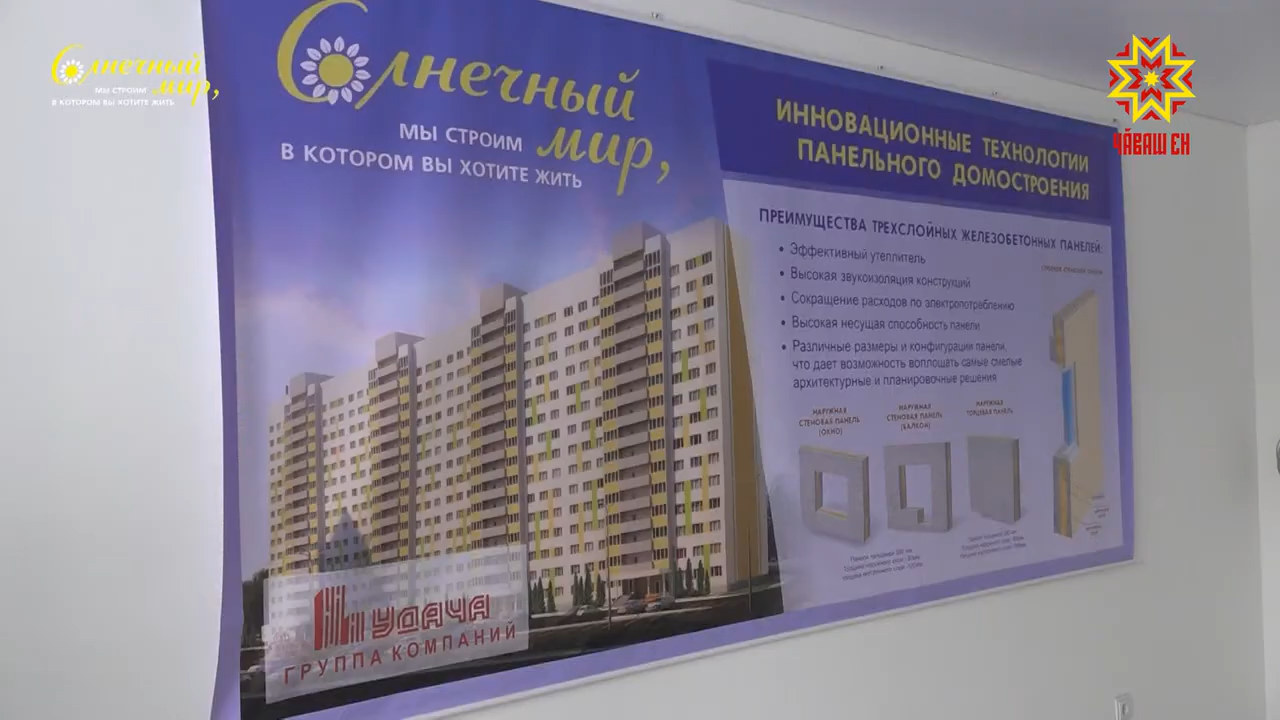 Солнечный
мы строим мир,
в котором вы хотите жить
ЧӐВАШ ЕН
Солнечный
мы строим мир,
в котором вы хотите жить
ИННОВАЦИОННЫЕ ТЕХНОЛОГИИ
ПАНЕЛЬНОГО ДОМОСТРОЕНИЯ
ПРЕИМУЩЕСТВА ТРЕХСЛОЙНЫХ ЖЕЛЕЗОБЕТОННЫХ ПАНЕЛЕЙ:
• Эффективный утеплитель
• Высокая звукоизоляция конструкций
• Сокращение расходов по электропотреблению
• Высокая несущая способность панели
• Различные размеры и конфигурации панели,
что дает возможность воплощать самые смелые
архитектурные и планировочные решения
НАРУЖНАЯ
СТЕНОВАЯ ПАНЕЛЬ
(ОКНО)
НАРУЖНАЯ
СТЕНОВАЯ ПАНЕЛЬ
(БАЛКОН)
НАРУЖНАЯ
ТОРЦЕВАЯ ПАНЕЛЬ
УДАЧА
ГРУППА КОМПАНИЙ